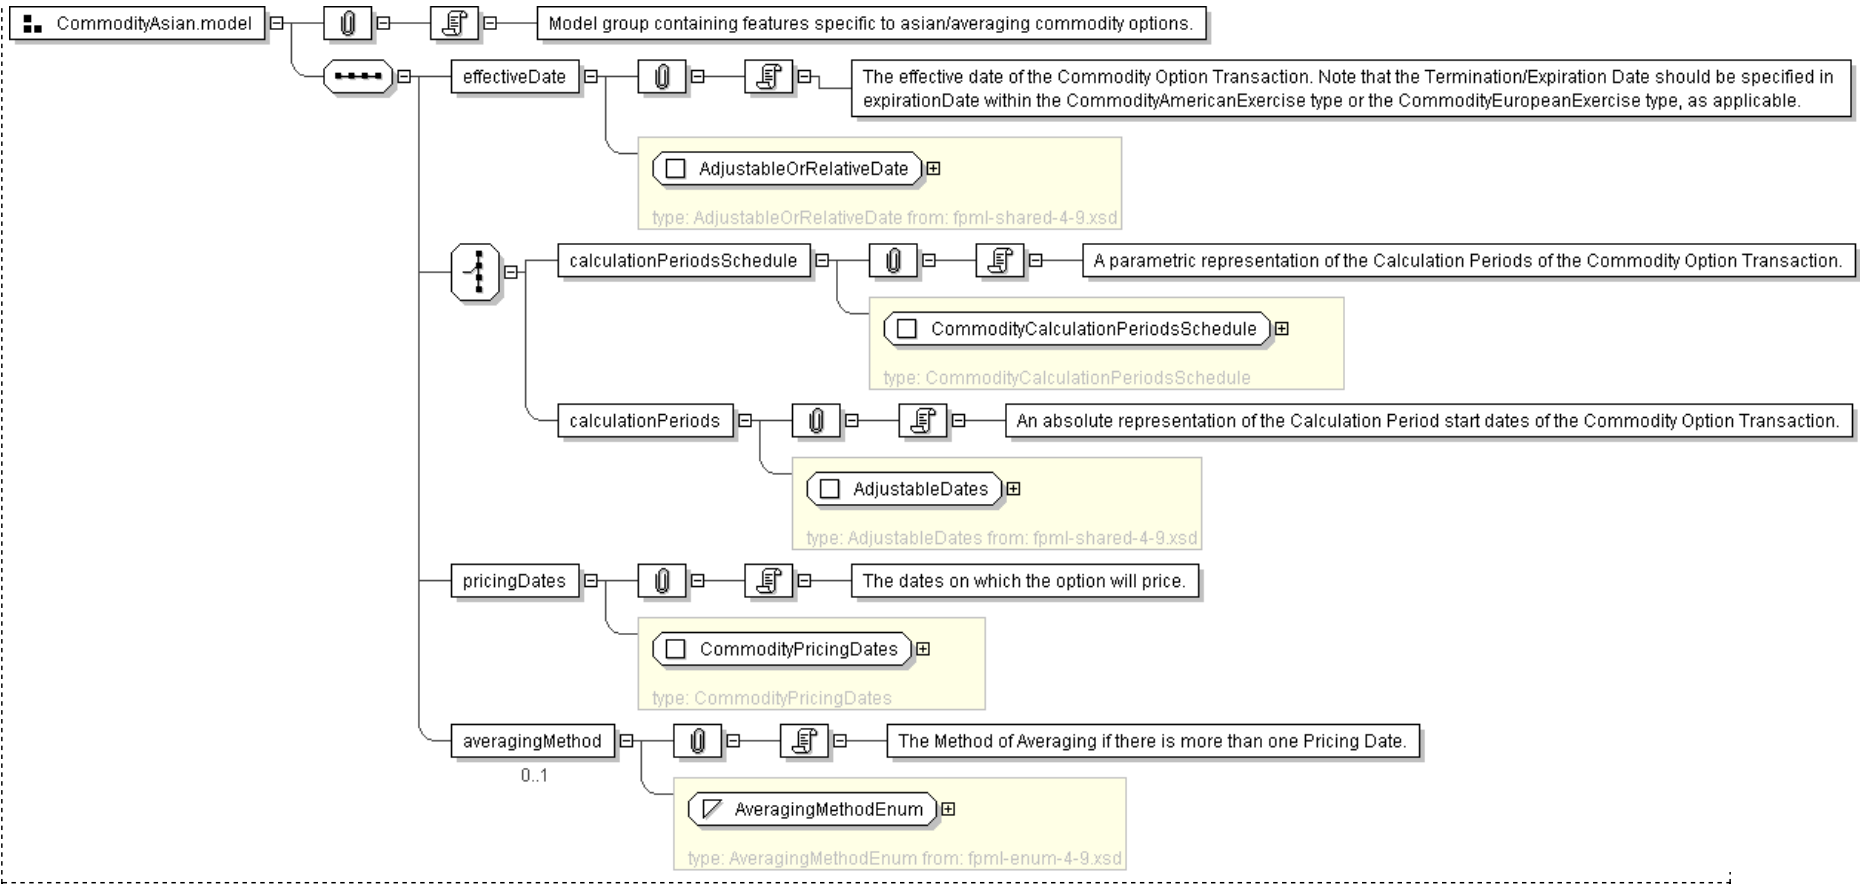 CommodityAsian.model
Model group containing features specific to asian/averaging commodity options.
effectiveDate
The effective date of the Commodity Option Transaction. Note that the Termination/Expiration Date should be specified in
expirationDate within the CommodityAmericanExercise type or the CommodityEuropeanExercise type, as applicable.
AdjustableOrRelativeDate
type: AdjustableOrRelativeDate from: fpml-shared-4-9.xsd
calculationPeriodsSchedule
A parametric representation of the Calculation Periods of the Commodity Option Transaction.
CommodityCalculationPeriodsSchedule
type: CommodityCalculationPeriodsSchedule
calculationPeriods
An absolute representation of the Calculation Period start dates of the Commodity Option Transaction.
AdjustableDates
type: AdjustableDates from: fpml-shared-4-9.xsd
pricingDates
The dates on which the option will price.
CommodityPricingDates
type: CommodityPricingDates
averagingMethod
The Method of Averaging if there is more than one Pricing Date.
0..1
AveragingMethodEnum
type: AveragingMethodEnum from: fpml-enum-4-9.xsd